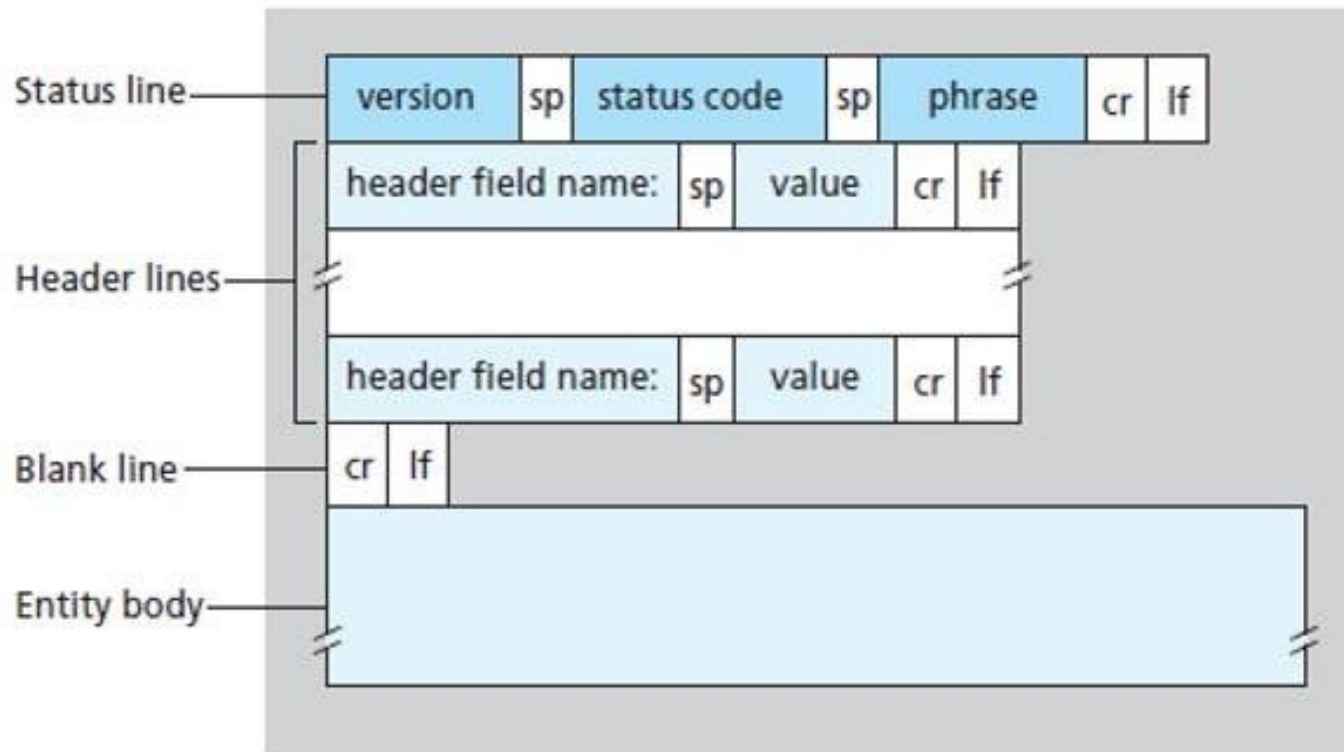 Status line version sp status code sp phrase cr lf
header field name: sp value cr lf
Header lines
header field name: sp value cr lf
Blank line cr lf
Entity body